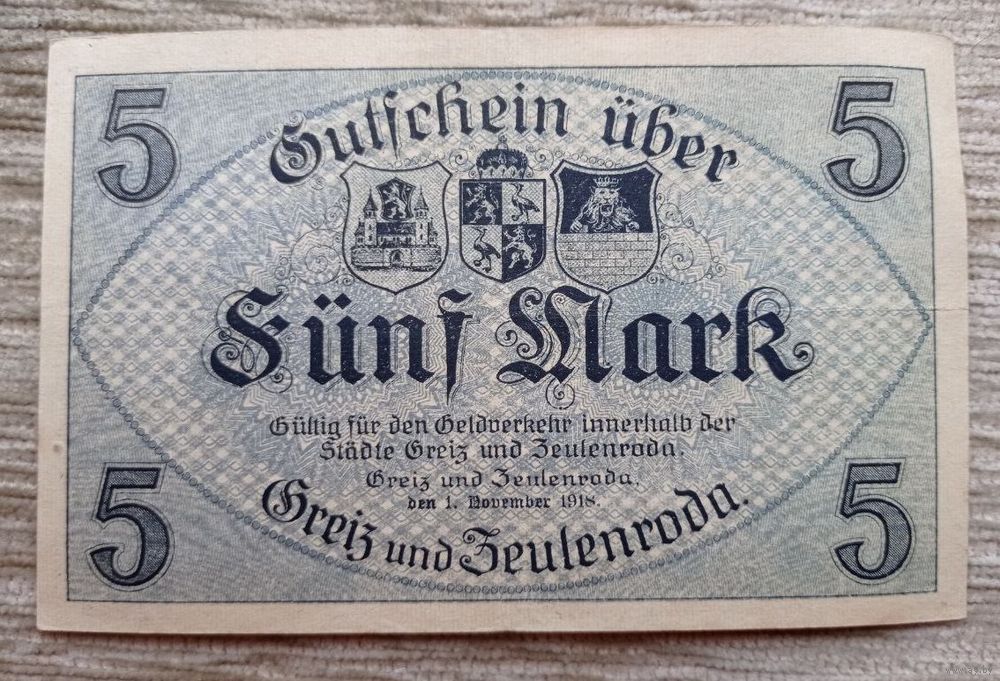 5 5
Gutschein über
Fünf Mark
Gültig für den Geldverkehr innerhalb der
Städte Greiz und Zeulenroda.
Greiz und Zeulenroda,
den 1. November 1918.
Greiz und Zeulenroda.
5 5